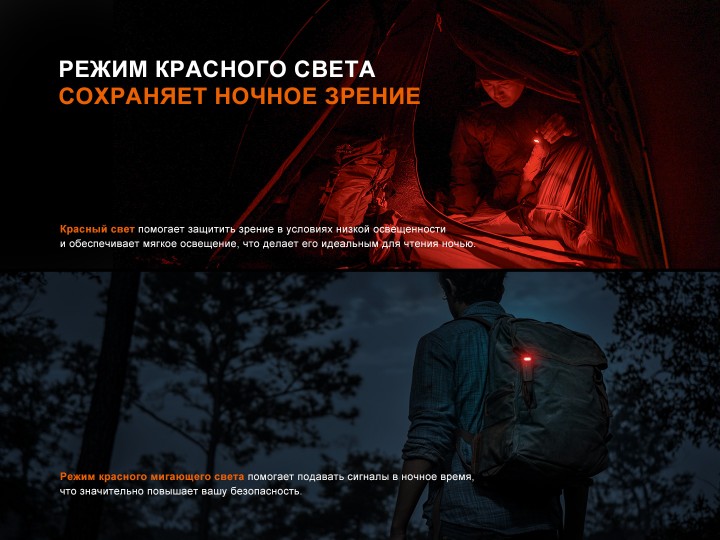 РЕЖИМ КРАСНОГО СВЕТА
СОХРАНЯЕТ НОЧНОЕ ЗРЕНИЕ
Красный свет помогает защитить зрение в условиях низкой освещенности
и обеспечивает мягкое освещение, что делает его идеальным для чтения ночью.
Режим красного мигающего света помогает подавать сигналы в ночное время,
что значительно повышает вашу безопасность.